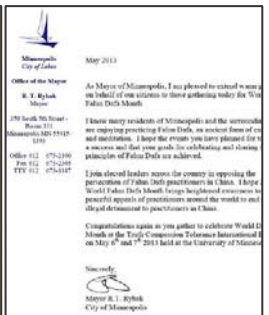 Minneapolis
City of Lakes
Office of the Mayor
R. T. Rybak
Mayor
350 South 5th Street -
Room 331
Minneapolis MN 55415-
Office 612 673-2100
Fax 612 673-2305
TTY 612 673-3187
May 2013
As Mayor of Minneapolis, I am pleased to extend warm g
on behalf of our citizens to those gathering today for Wor
Falun Dafa Month
I know many residents of Minneapolis and the surroundin
are enjoying practicing Falun Dafa, an ancient form of ex
and meditation. I hope the events you have planned for t
a success and that your goals for celebrating and sharing t
principles of Falun Dafa are achieved.
I join elected leaders across the country in opposing the
persecution of Falun Dafa practitioners in China. I hope
World Falun Dafa Month brings heightened awareness to
peaceful appeals of practitioners around the world to end
illegal detainment to practitioners in China.
Congratulations again as you gather to celebrate World D
Month at the Truth Compassion Tolerance International
on May 6th and 7th 2013 held at the University of Minneso
Sincerely,
Mayor R.T. Rybak
City of Minneapolis